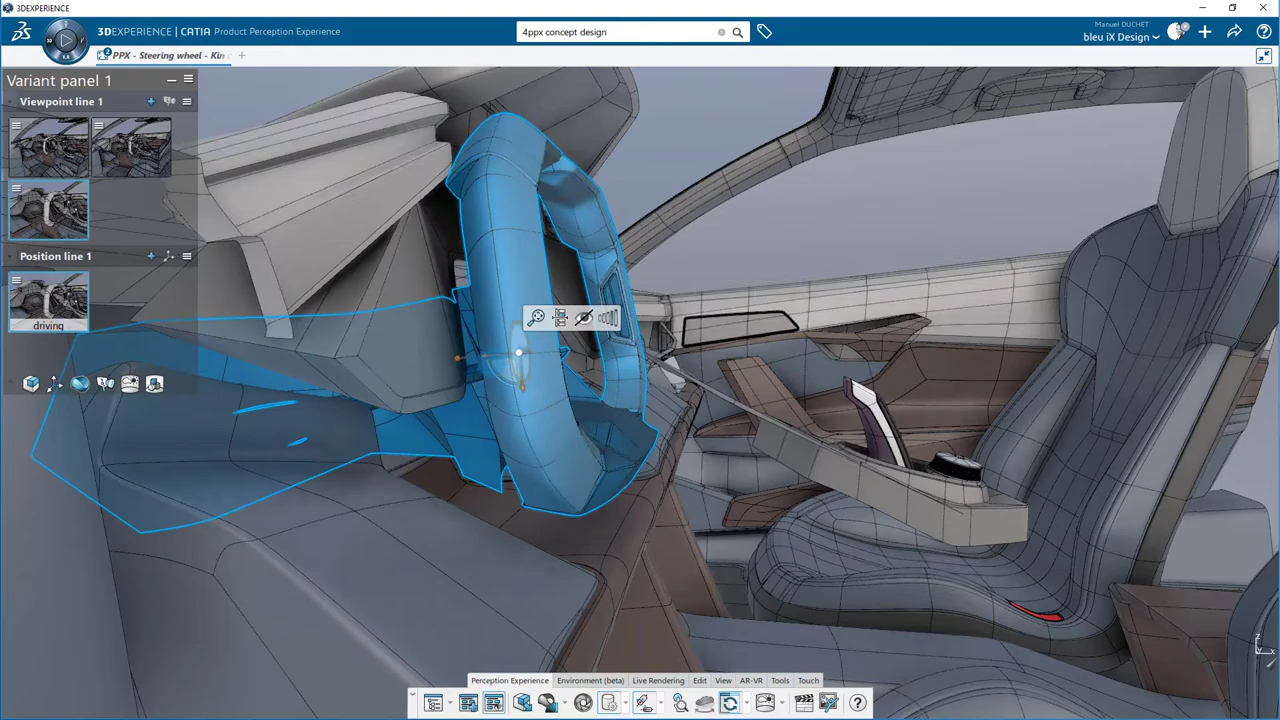 3DEXPERIENCE
3DEXPERIENCE | CATIA Product Perception Experience
4ppx concept design
Manuel DUCHET
bleu iX Design
PPX - Steering wheel - Kin
Variant panel 1
Viewpoint line 1
Position line 1
driving
Perception Experience
Environment (beta)
Live Rendering
Edit
View
AR-VR
Tools
Touch